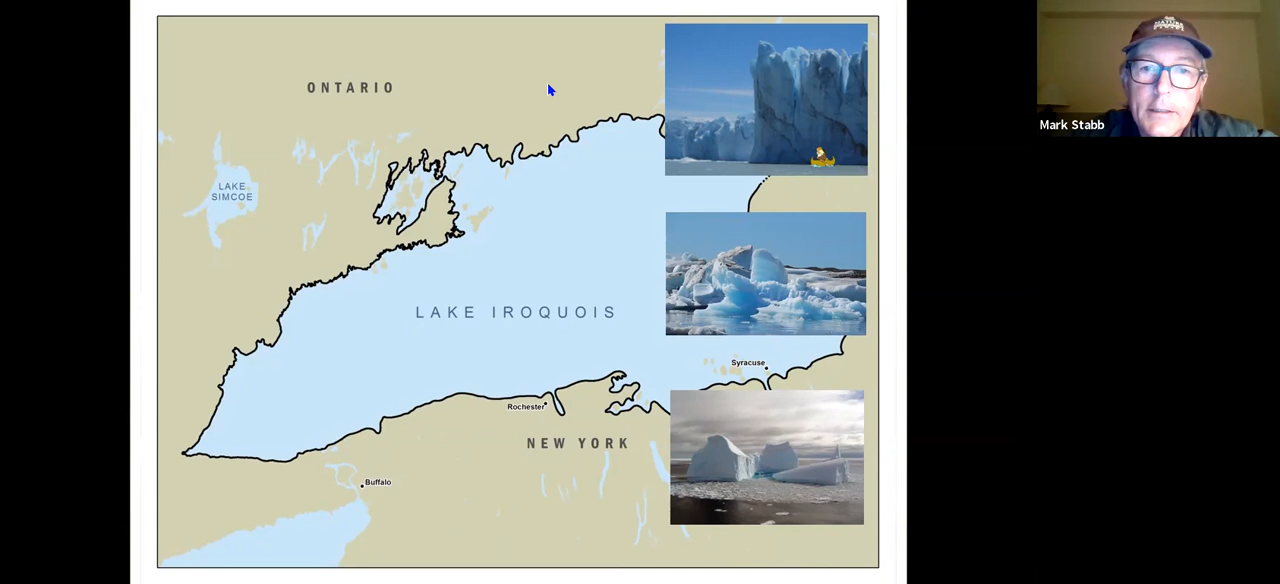 ONTARIO
LAKE
SIMCOE
LAKE IROQUOIS
Syracuse
Rochester
NEW YORK
Buffalo
Mark Stabb